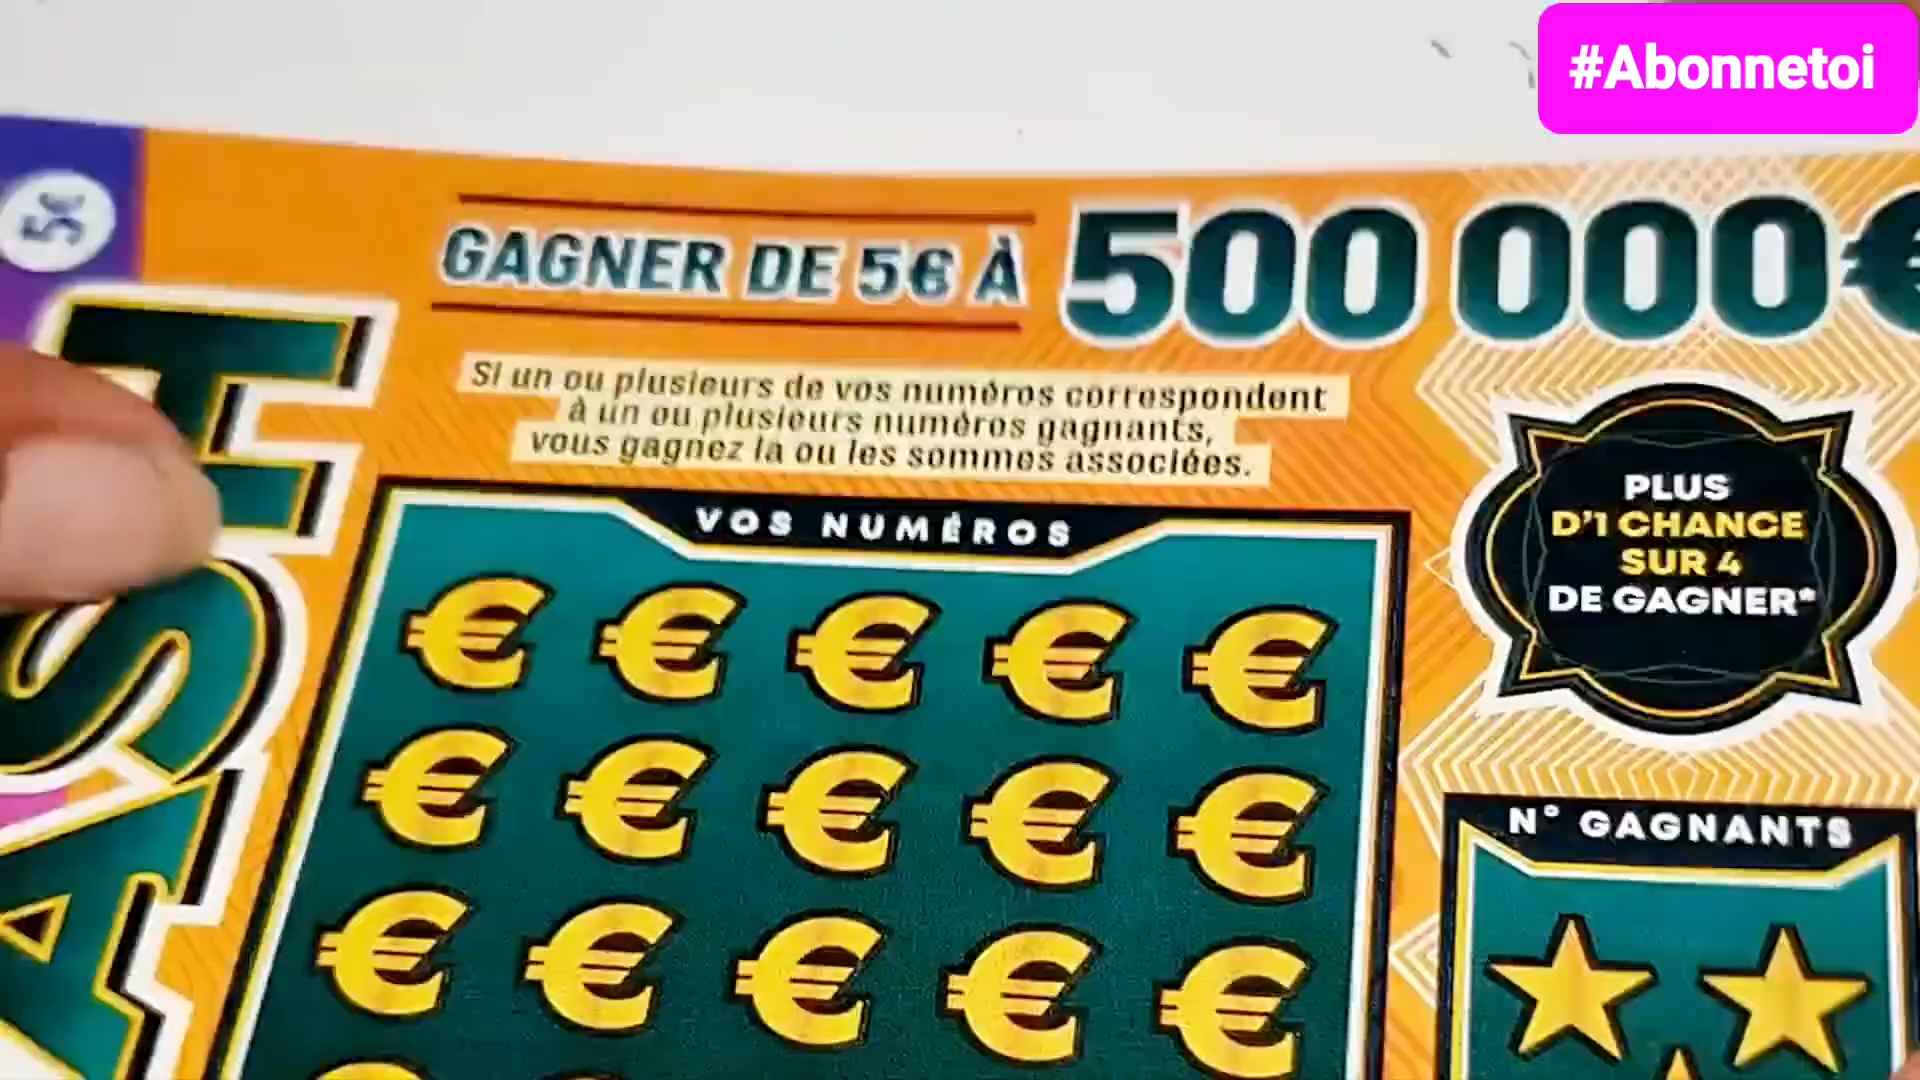 #Abonnetoi
5€
GAGNER DE 5€ À 500 000 €
Si un ou plusieurs de vos numéros correspondent
à un ou plusieurs numéros gagnants,
vous gagnez la ou les sommes associées.
PLUS
D'1 CHANCE
SUR 4
DE GAGNER*
VOS NUMÉROS
N° GAGNANTS
ASH